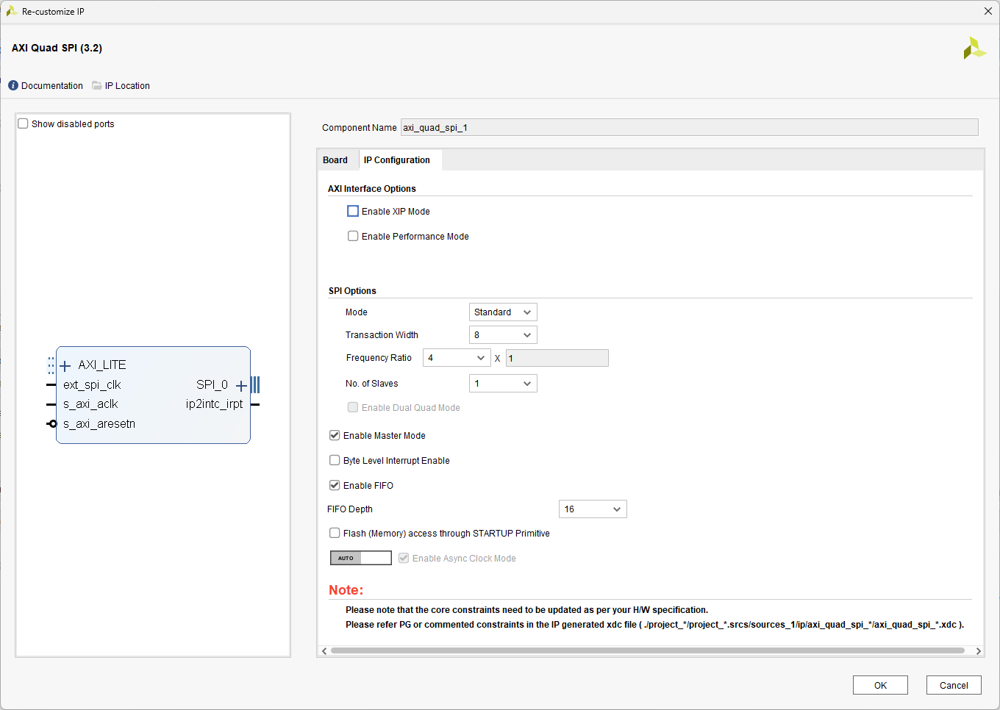 Re-customize IP
AXI Quad SPI (3.2)
Documentation IP Location
Show disabled ports
AXI_LITE
ext_spi_clk
s_axi_aclk
s_axi_aresetn
SPI_0
ip2intc_irpt
Component Name axi_quad_spi_1
Board IP Configuration
AXI Interface Options
Enable XIP Mode
Enable Performance Mode
SPI Options
Mode Standard
Transaction Width 8
Frequency Ratio 4 X 1
No. of Slaves 1
Enable Dual Quad Mode
Enable Master Mode
Byte Level Interrupt Enable
Enable FIFO
FIFO Depth 16
Flash (Memory) access through STARTUP Primitive
AUTO Enable Async Clock Mode
Note:
Please note that the core constraints need to be updated as per your H/W specification.
Please refer PG or commented constraints in the IP generated xdc file ( ./project_*/project_*.srcs/sources_1/ip/axi_quad_spi_*/axi_quad_spi_*.xdc ).
OK Cancel